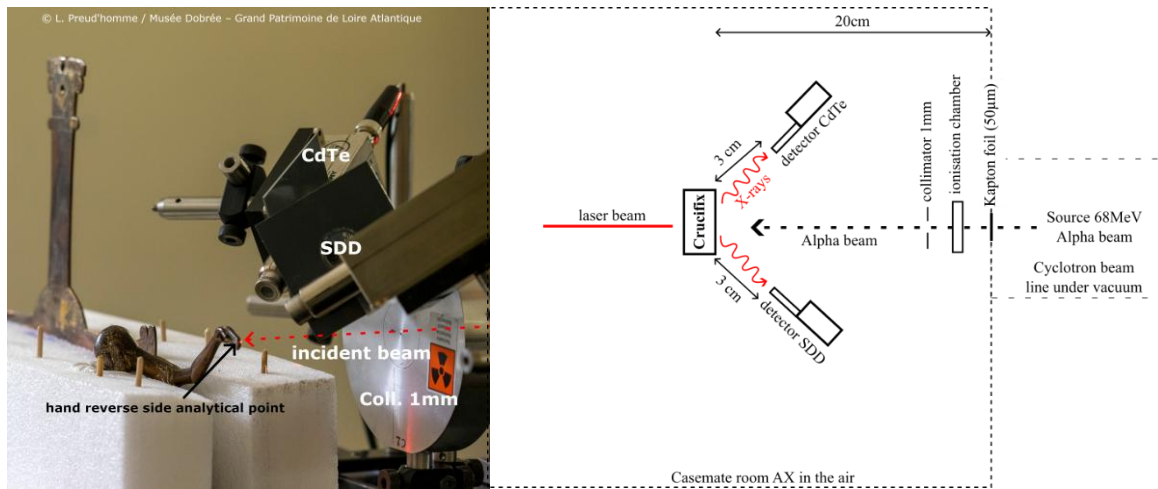 © L. Preud'homme / Musée Dobrée – Grand Patrimoine de Loire Atlantique
CdTe
SDD
incident beam
hand reverse side analytical point
Coll. 1mm
20cm
detector CdTe
3 cm
X-rays
collimator 1mm
ionisation chamber
Kapton foil (50µm)
laser beam
Crucifix
Alpha beam
Source 68MeV
Alpha beam
3 cm
detector SDD
Cyclotron beam
line under vacuum
Casemate room AX in the air